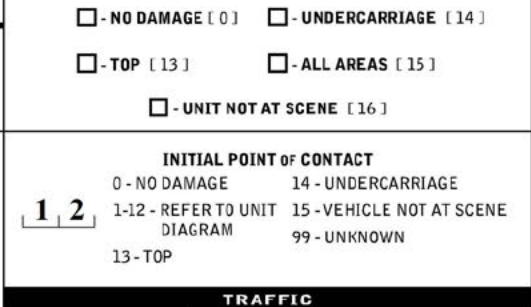 - NO DAMAGE [ 0 ] - UNDERCARRIAGE [ 14 ]
- TOP [ 13 ] - ALL AREAS [ 15 ]
- UNIT NOT AT SCENE [ 16 ]
INITIAL POINT OF CONTACT
12
0 - NO DAMAGE
1-12 - REFER TO UNIT
DIAGRAM
13 - TOP
14 - UNDERCARRIAGE
15 - VEHICLE NOT AT SCENE
99 - UNKNOWN
TRAFFIC